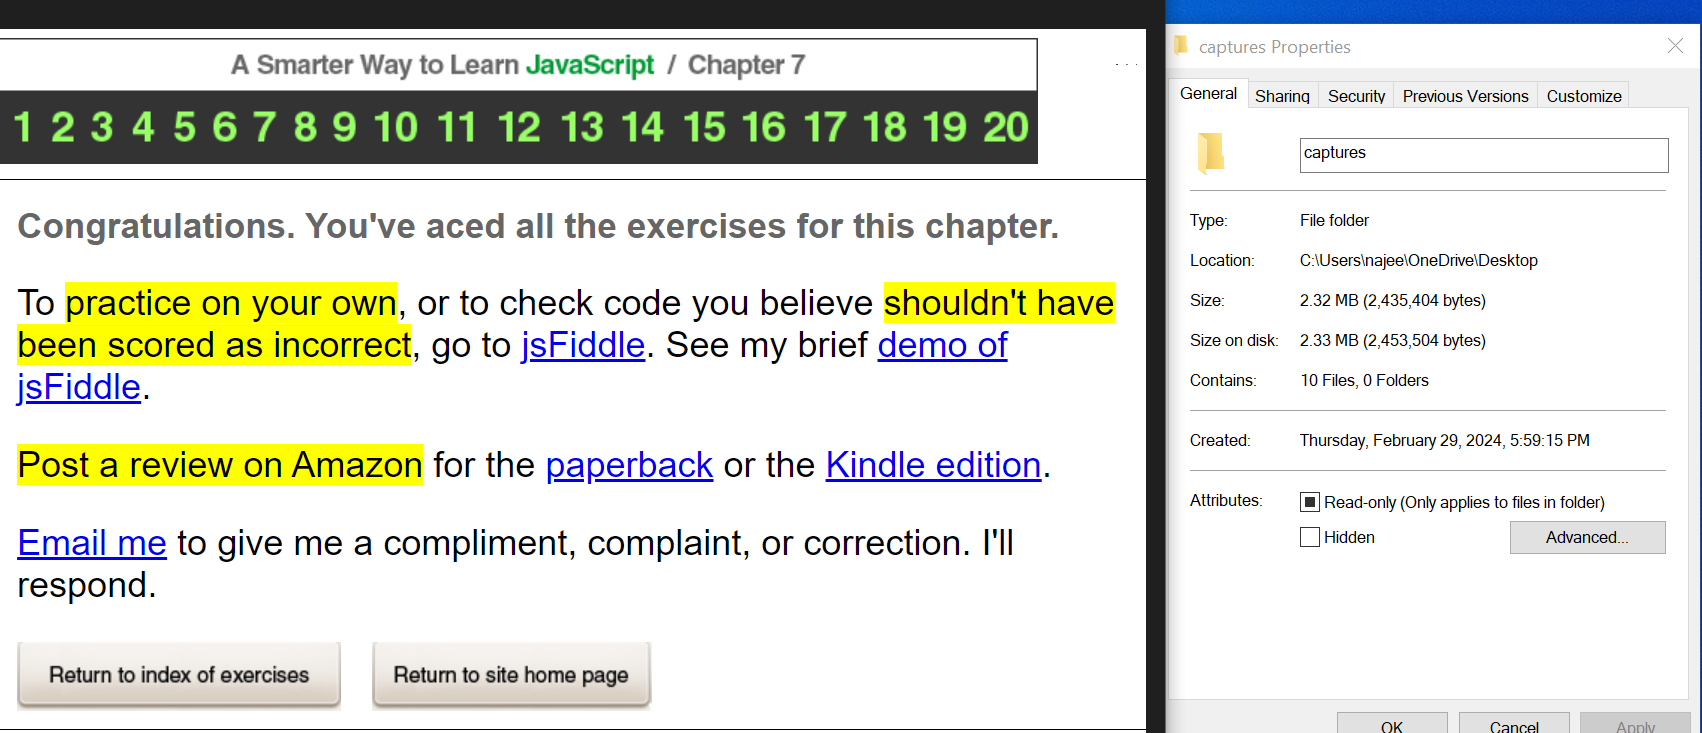 A Smarter Way to Learn JavaScript / Chapter 7
...
1 2 3 4 5 6 7 8 9 10 11 12 13 14 15 16 17 18 19 20
Congratulations. You've aced all the exercises for this chapter.
To practice on your own, or to check code you believe shouldn't have
been scored as incorrect, go to jsFiddle. See my brief demo of
jsFiddle.
Post a review on Amazon for the paperback or the Kindle edition.
Email me to give me a compliment, complaint, or correction. I'll
respond.
Return to index of exercises Return to site home page
captures Properties
General Sharing Security Previous Versions Customize
captures
Type: File folder
Location: C:\Users\najee\OneDrive\Desktop
Size: 2.32 MB (2,435,404 bytes)
Size on disk: 2.33 MB (2,453,504 bytes)
Contains: 10 Files, 0 Folders
Created: Thursday, February 29, 2024, 5:59:15 PM
Attributes: Read-only (Only applies to files in folder)
Hidden Advanced...
OK Cancel Apply